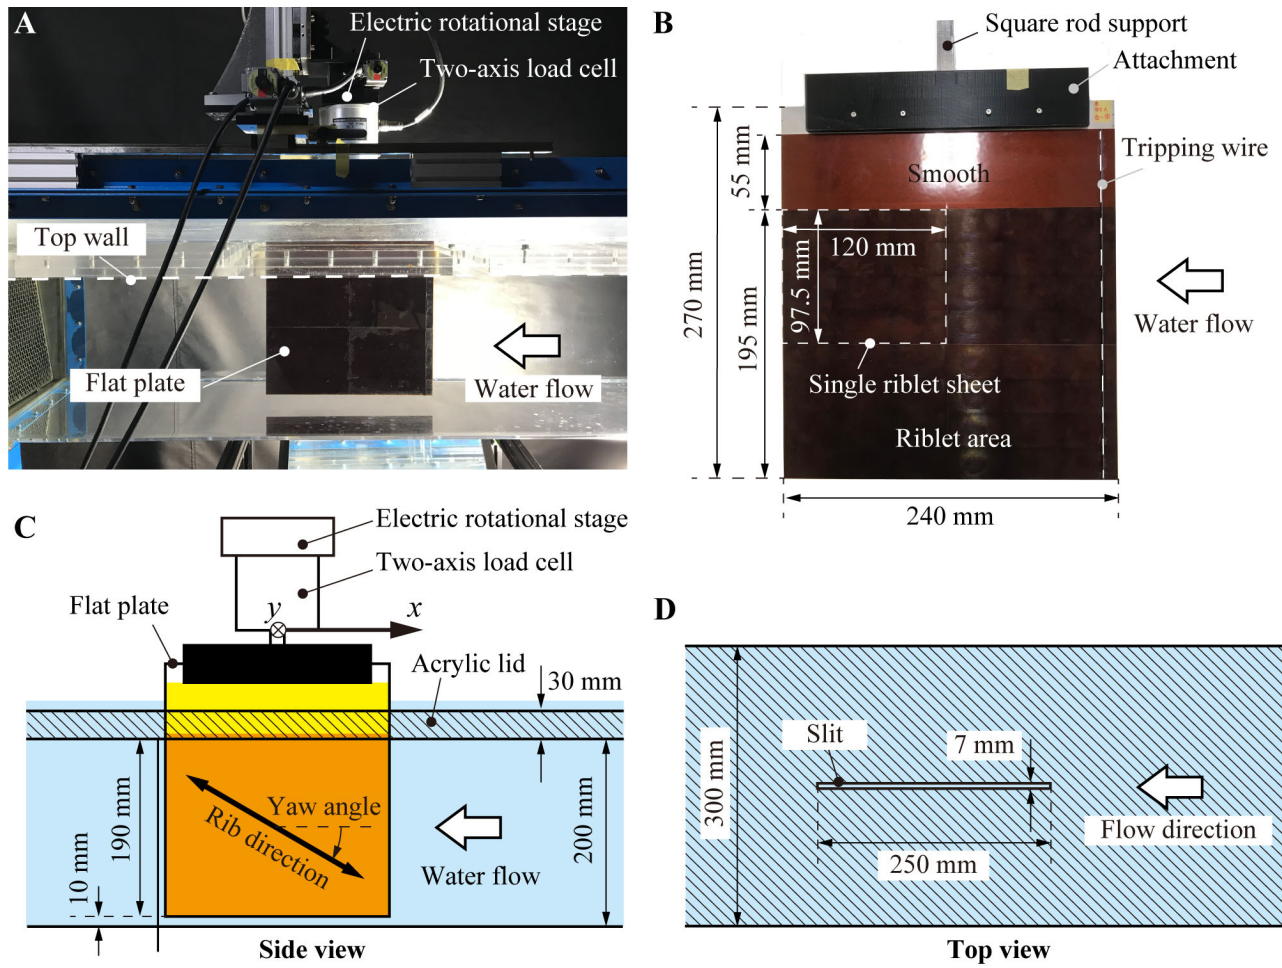 A
Electric rotational stage
Two-axis load cell
Top wall
Flat plate
Water flow
B
Square rod support
Attachment
Tripping wire
55 mm
Smooth
120 mm
97.5 mm
270 mm
195 mm
Water flow
Single riblet sheet
Riblet area
240 mm
C
Electric rotational stage
Two-axis load cell
Flat plate
y
x
Acrylic lid
30 mm
190 mm
Yaw angle
Rib direction
200 mm
10 mm
Water flow
Side view
D
Slit
7 mm
300 mm
Flow direction
250 mm
Top view